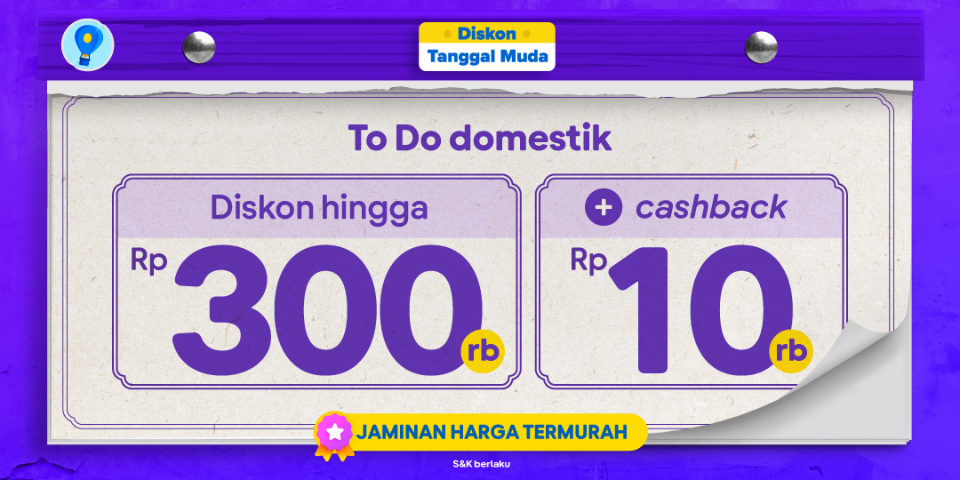 Diskon
Tanggal Muda
To Do domestik
Diskon hingga
Rp 300 rb
+ cashback
Rp 10 rb
JAMINAN HARGA TERMURAH
S&K berlaku